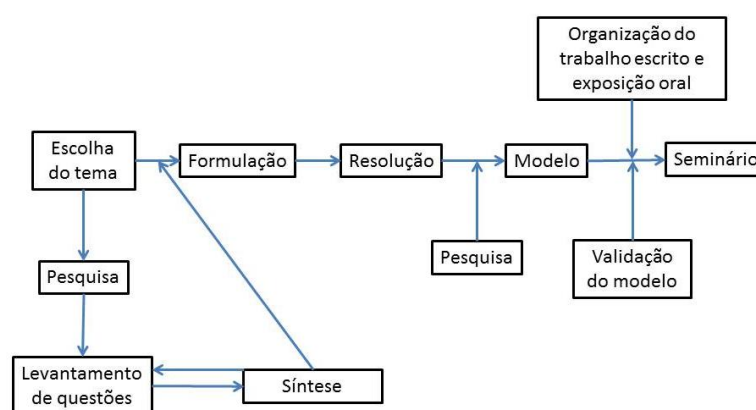 Organização do
trabalho escrito e
exposição oral
Escolha
do tema
Formulação
Resolução
Modelo
Seminário
Pesquisa
Pesquisa
Validação
do modelo
Levantamento
de questões
Síntese